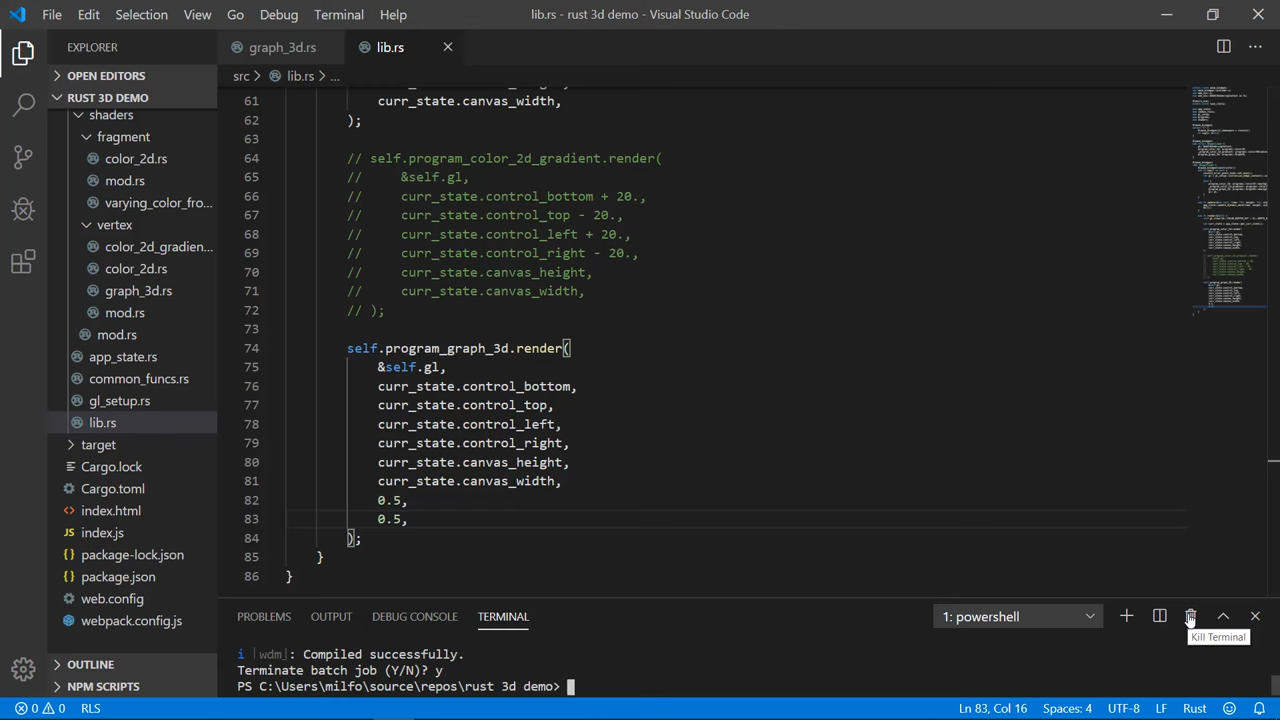 File Edit Selection View Go Debug Terminal Help
lib.rs - rust 3d demo - Visual Studio Code
EXPLORER
graph_3d.rs
lib.rs
OPEN EDITORS
src > lib.rs > ...
RUST 3D DEMO
shaders
fragment
color_2d.rs
mod.rs
varying_color_fro...
vertex
color_2d_gradien...
color_2d.rs
graph_3d.rs
mod.rs
mod.rs
app_state.rs
common_funcs.rs
gl_setup.rs
lib.rs
target
Cargo.lock
Cargo.toml
index.html
index.js
package-lock.json
package.json
web.config
webpack.config.js
OUTLINE
NPM SCRIPTS
61 curr_state.canvas_width,
62 );
63
64 // self.program_color_2d_gradient.render(
65 // &self.gl,
66 // curr_state.control_bottom + 20.,
67 // curr_state.control_top - 20.,
68 // curr_state.control_left + 20.,
69 // curr_state.control_right - 20.,
70 // curr_state.canvas_height,
71 // curr_state.canvas_width,
72 // );
73
74 self.program_graph_3d.render(
75 &self.gl,
76 curr_state.control_bottom,
77 curr_state.control_top,
78 curr_state.control_left,
79 curr_state.control_right,
80 curr_state.canvas_height,
81 curr_state.canvas_width,
82 0.5,
83 0.5,
84 );
85 }
86 }
PROBLEMS OUTPUT DEBUG CONSOLE TERMINAL
1: powershell
Kill Terminal
i ｢wdm｣: Compiled successfully.
Terminate batch job (Y/N)? y
PS C:\Users\milfo\source\repos\rust 3d demo>
0 0 RLS
Ln 83, Col 16 Spaces: 4 UTF-8 LF Rust